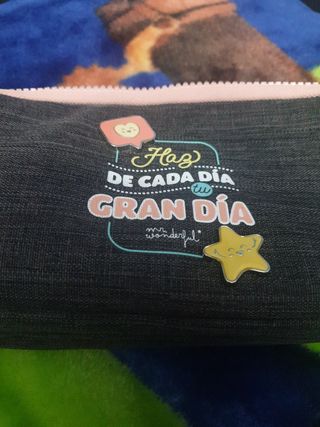 Haz
DE CADA DÍA
tu
GRAN DÍA
mr.
wonderful*